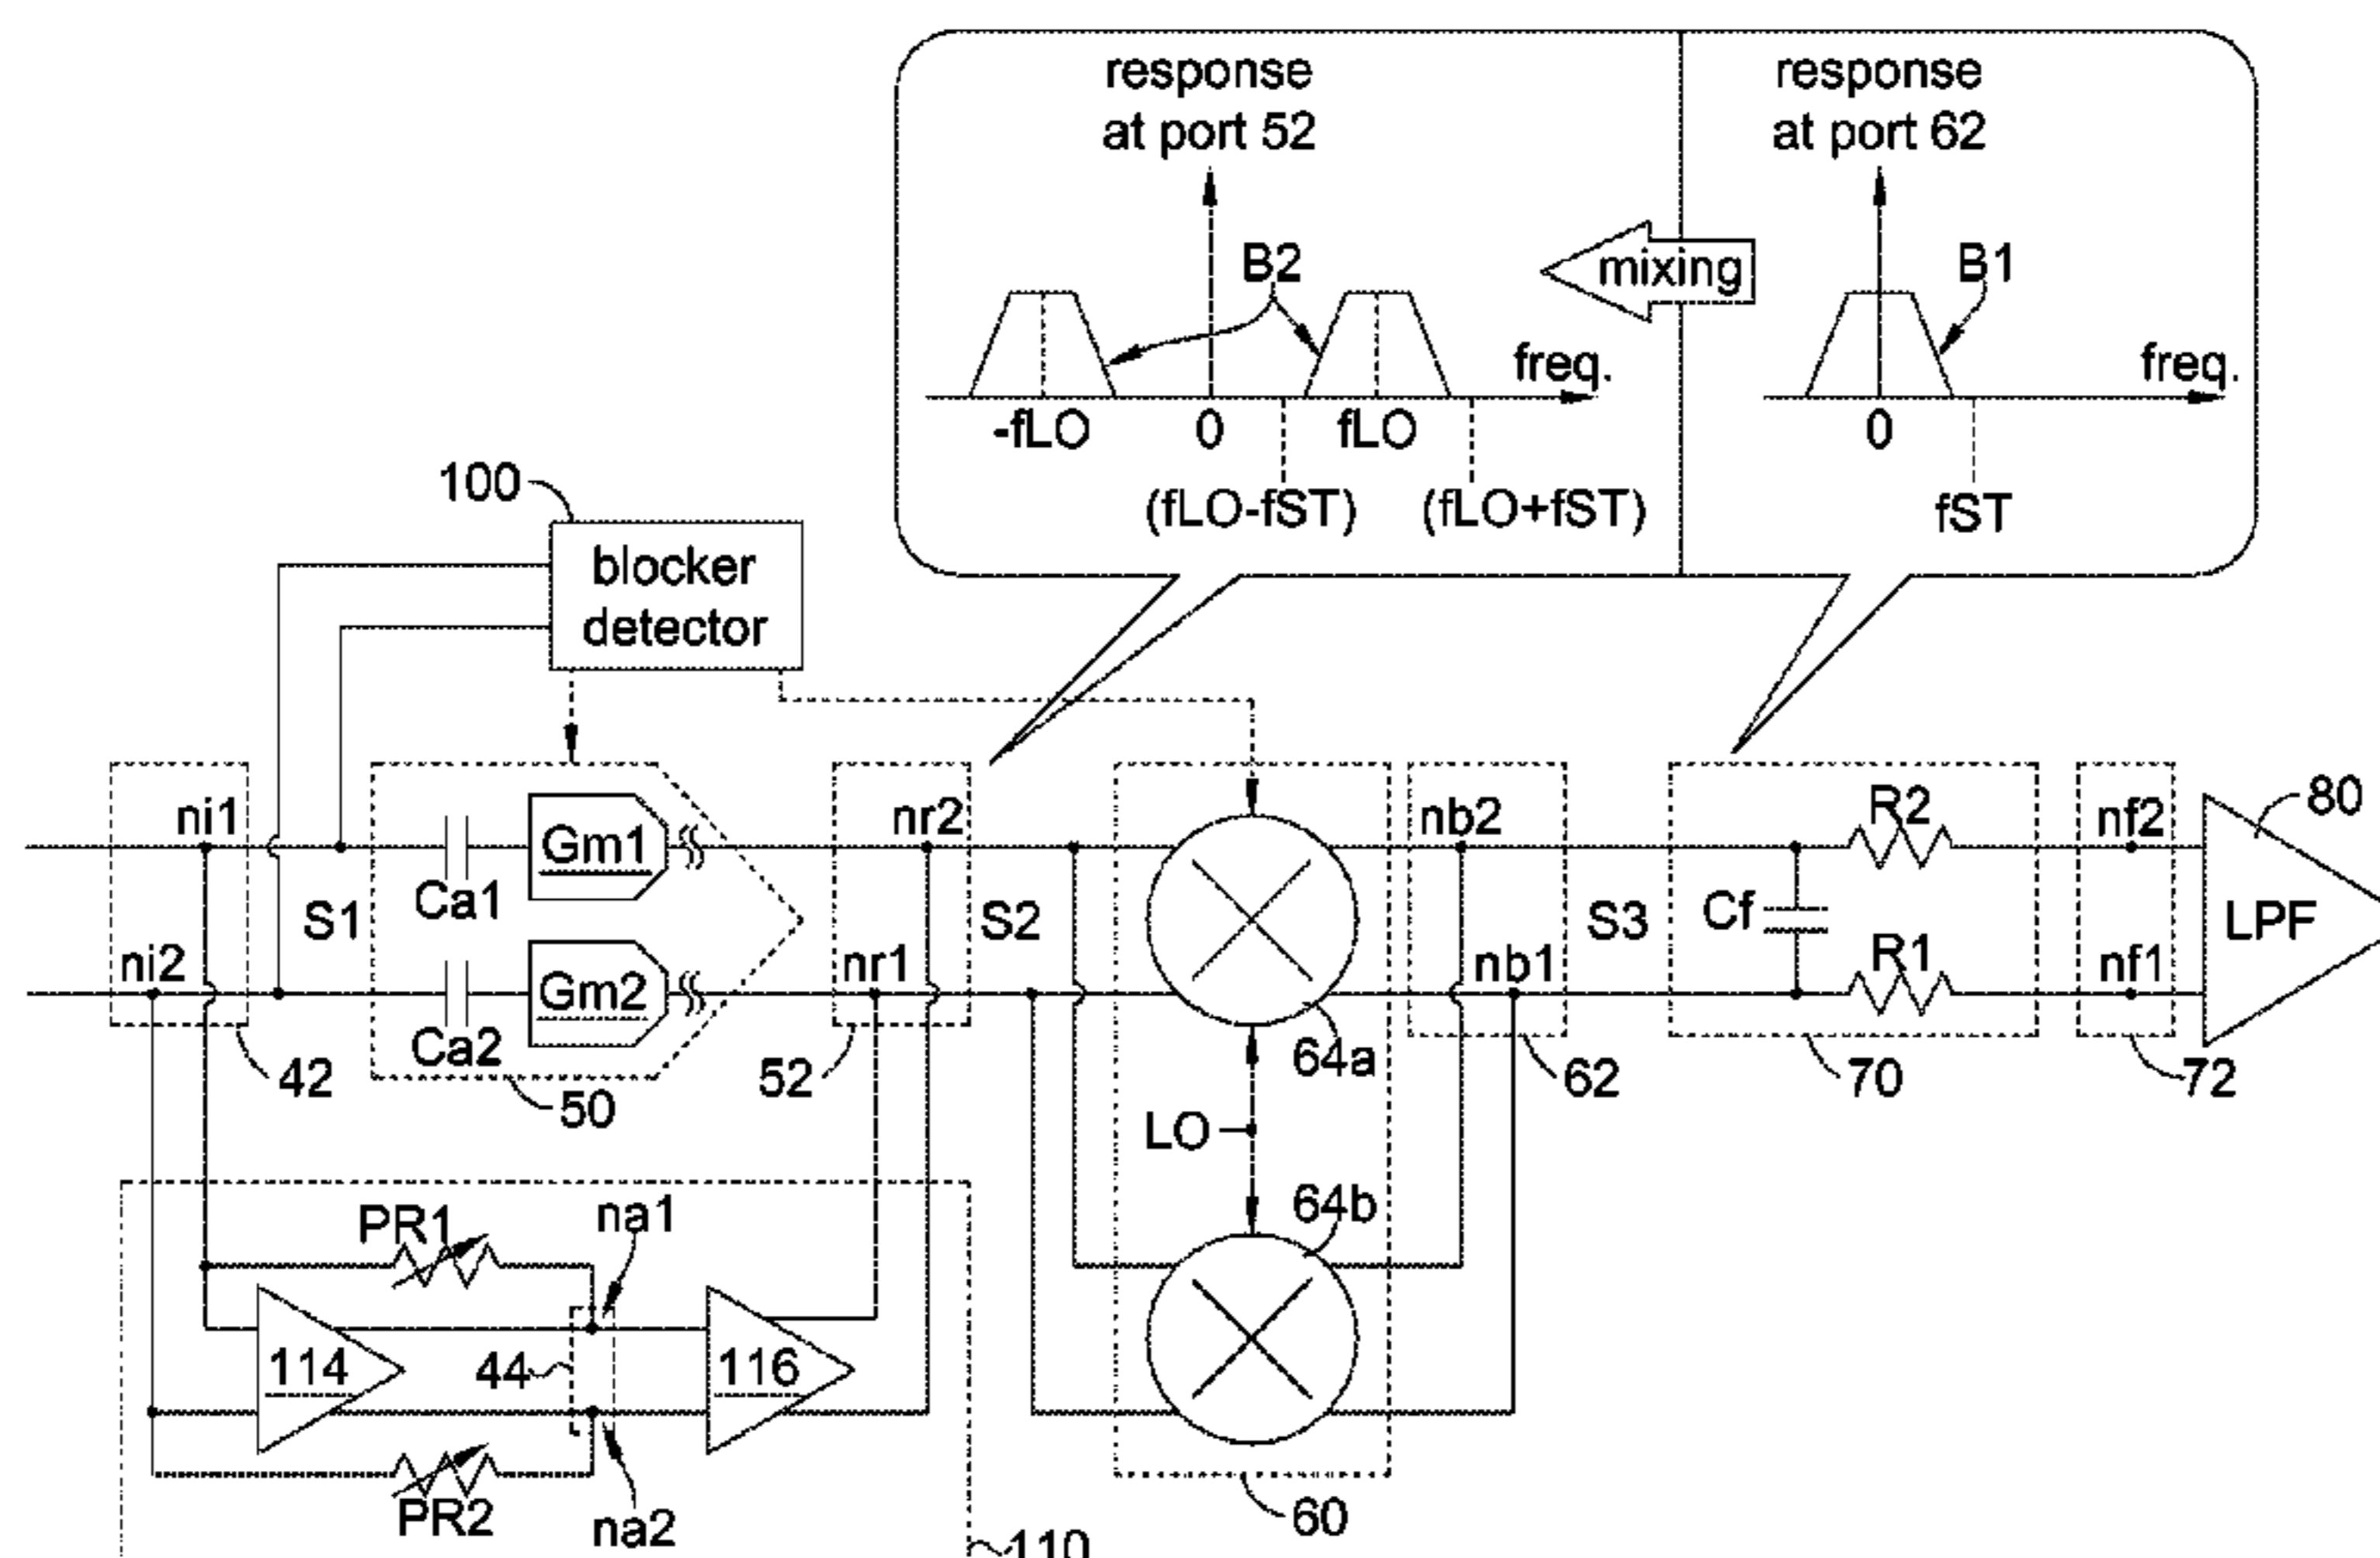 response
at port 52
response
at port 62
B2
mixing
B1
freq.
freq.
-fLO
0
fLO
0
(fLO-fST)
(fLO+fST)
fST
100
blocker
detector
ni1
Gm1
nr2
nb2
R2
nf2
80
Ca1
S1
S2
S3
Cf
LPF
ni2
Gm2
nr1
nb1
R1
nf1
Ca2
42
50
52
64a
62
70
72
LO
PR1
na1
64b
114
44
116
PR2
na2
60
110